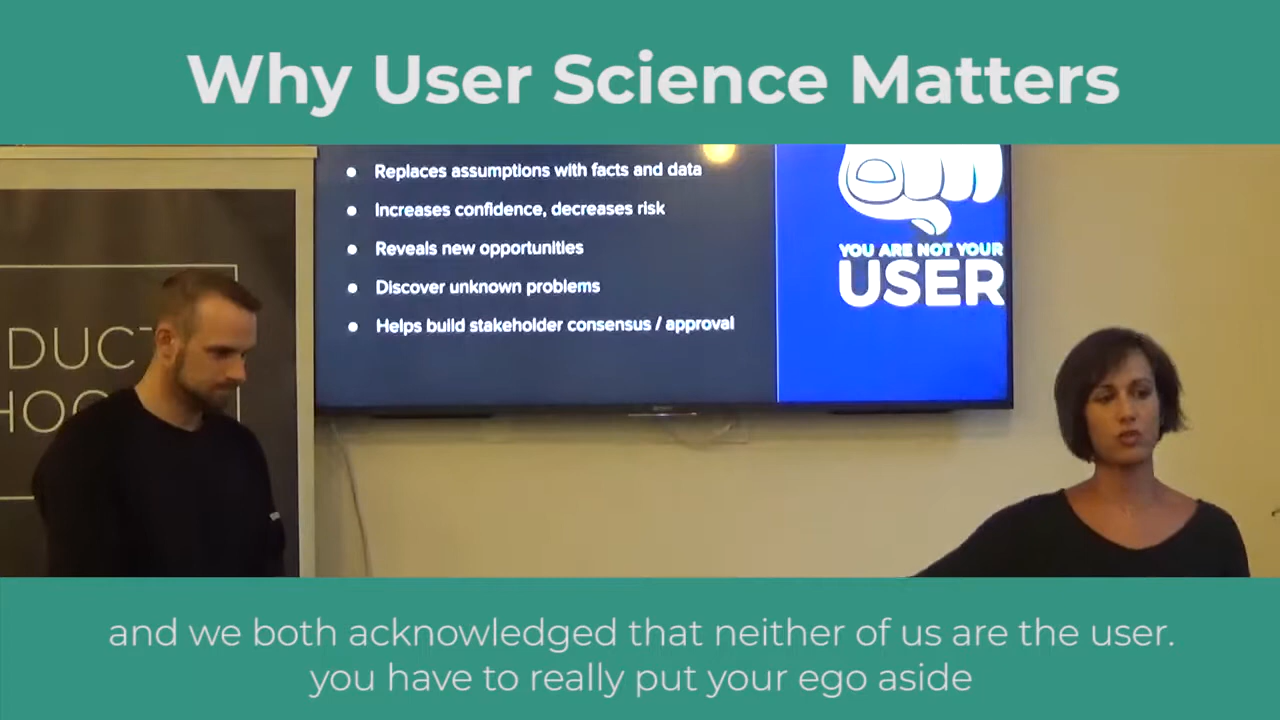 Why User Science Matters
Replaces assumptions with facts and data
Increases confidence, decreases risk
Reveals new opportunities
Discover unknown problems
Helps build stakeholder consensus / approval
YOU ARE NOT YOUR
USER
DUCT
HOO
and we both acknowledged that neither of us are the user.
you have to really put your ego aside